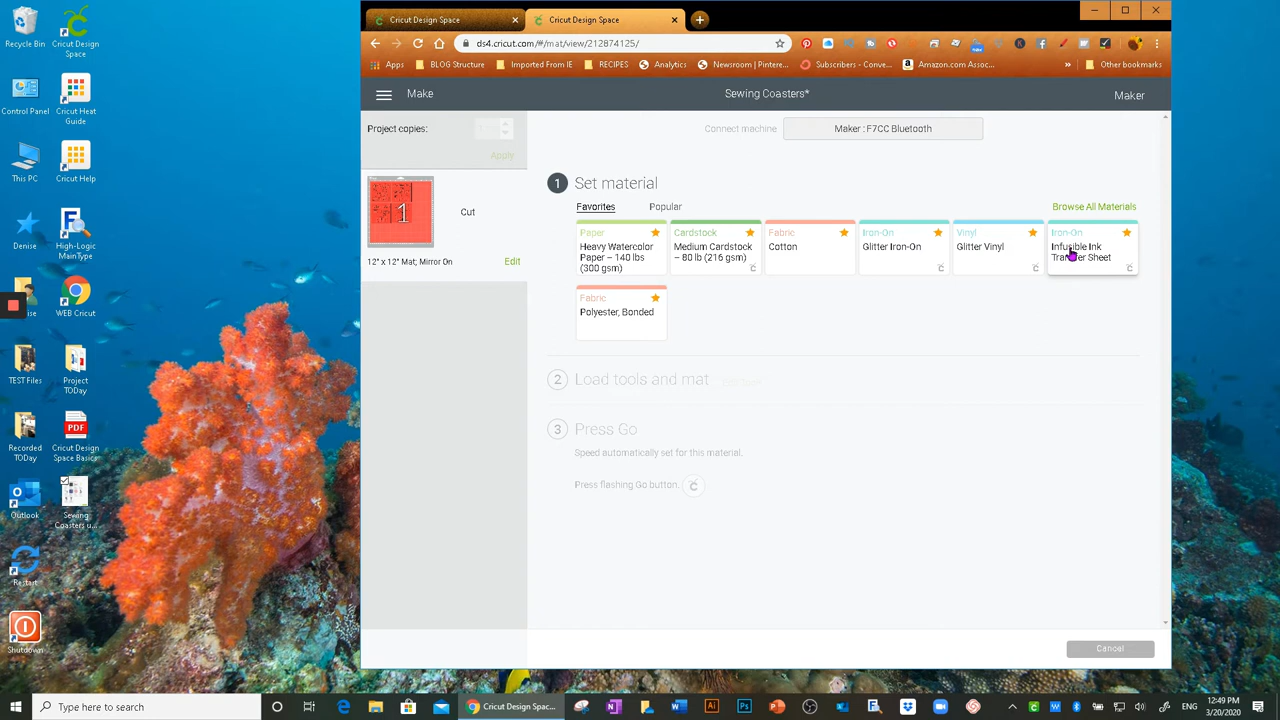 Recycle Bin
Cricut Design
Space
Control Panel
Cricut Heat
Guide
This PC
Cricut Help
Denise
High-Logic
MainType
WEB Cricut
TEST Files
Project
TODay
Recorded
TODay
Cricut Design
Space Basics
Outlook
Sewing
Coasters u...
Restart
Shutdown
Cricut Design Space
Cricut Design Space
ds4.cricut.com/#/mat/view/212874125/
Apps
BLOG Structure
Imported From IE
RECIPES
Analytics
Newsroom | Pintere...
Subscribers - Conve...
Amazon.com Assoc...
»
Other bookmarks
Make
Sewing Coasters*
Maker
Project copies:
Apply
1
Cut
12" x 12" Mat; Mirror On
Edit
Connect machine
Maker : F7CC Bluetooth
1 Set material
Favorites
Popular
Browse All Materials
Paper
Heavy Watercolor
Paper – 140 lbs
(300 gsm)
Cardstock
Medium Cardstock
– 80 lb (216 gsm)
Fabric
Cotton
Iron-On
Glitter Iron-On
Vinyl
Glitter Vinyl
Iron-On
Infusible Ink
Transfer Sheet
Fabric
Polyester, Bonded
2 Load tools and mat
3 Press Go
Speed automatically set for this material.
Press flashing Go button.
Cancel
Type here to search
Cricut Design Spac...
12:49 PM
3/20/2020